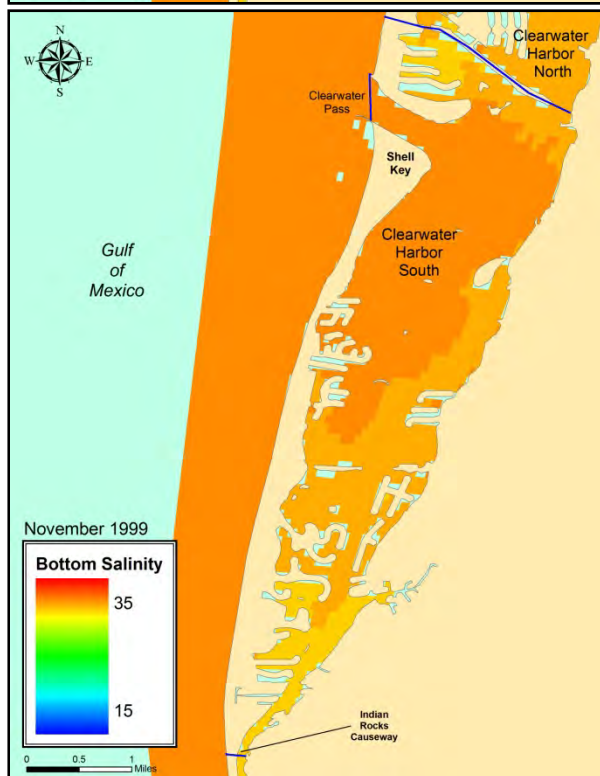 N
W E
S
Clearwater
Harbor
North
Clearwater
Pass
Shell
Key
Clearwater
Harbor
South
Gulf
of
Mexico
November 1999
Bottom Salinity
35
15
0 0.5 1
Miles
Indian
Rocks
Causeway